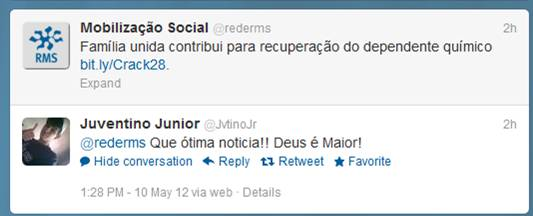 Mobilização Social @rederms 2h
Família unida contribui para recuperação do dependente químico
bit.ly/Crack28.
Expand
RMS
Juventino Junior @JvtinoJr 2h
@rederms Que ótima noticia!! Deus é Maior!
Hide conversation Reply Retweet Favorite
1:28 PM - 10 May 12 via web · Details